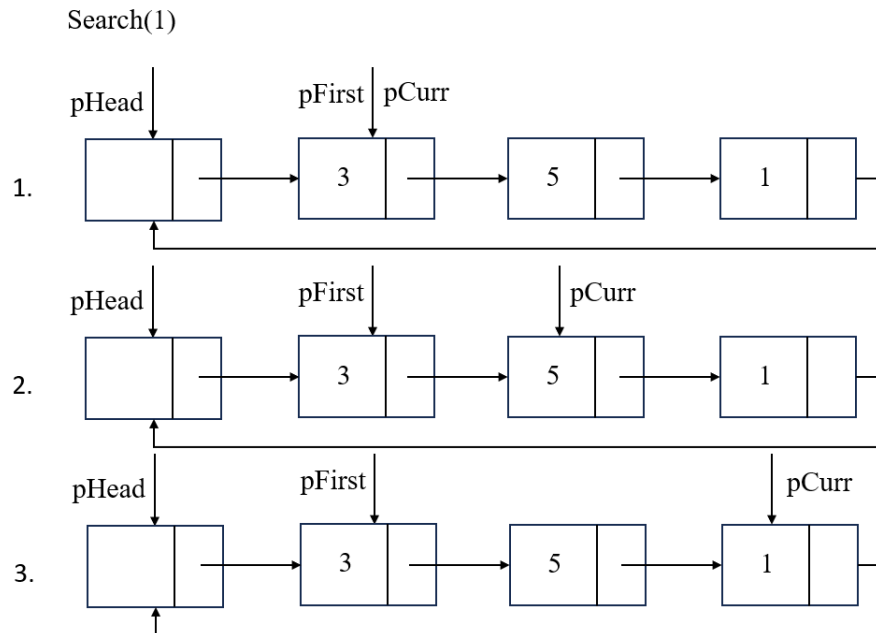 Search(1)
pHead pFirst pCurr
1. 3 5 1
pHead pFirst pCurr
2. 3 5 1
pHead pFirst pCurr
3. 3 5 1